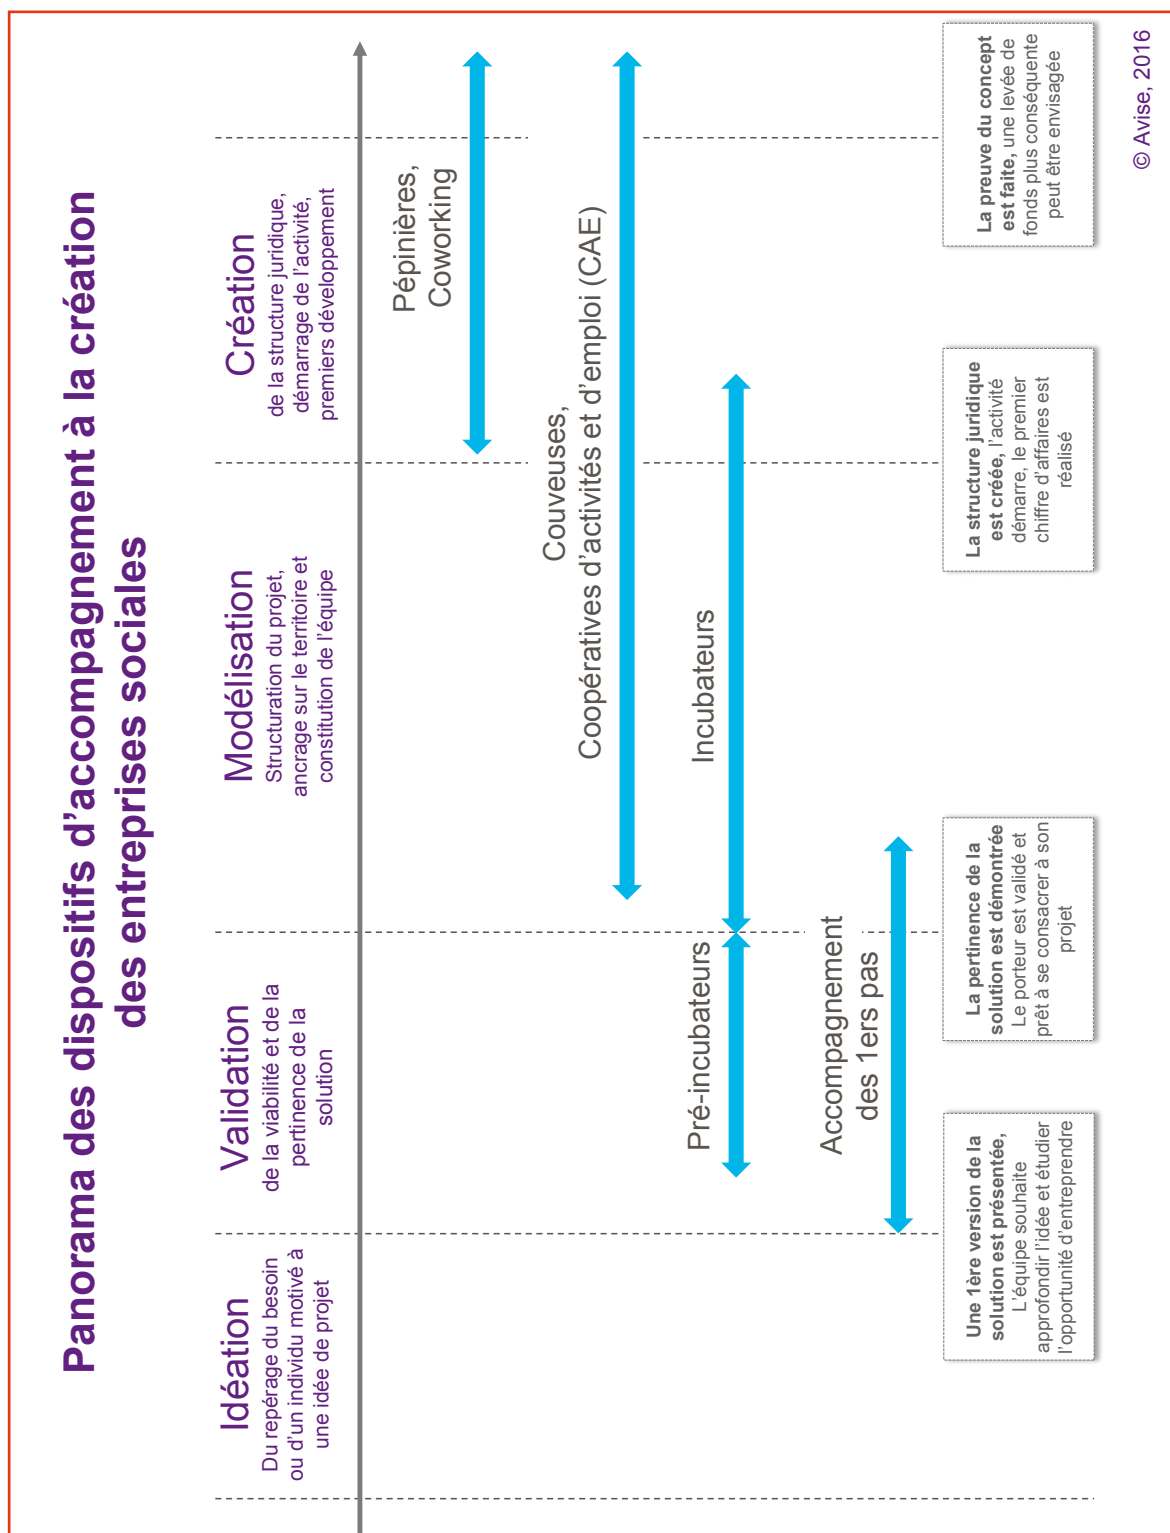 Panorama des dispositifs d’accompagnement à la création
des entreprises sociales
Idéation
Du repérage du besoin
ou d’un individu motivé à
une idée de projet
Validation
de la viabilité et de la
pertinence de la
solution
Modélisation
Structuration du projet,
ancrage sur le territoire et
constitution de l’équipe
Création
de la structure juridique,
démarrage de l’activité,
premiers développement
Pépinières,
Coworking
Couveuses,
Coopératives d’activités et d’emploi (CAE)
Pré-incubateurs
Incubateurs
Accompagnement
des 1ers pas
Une 1ère version de la
solution est présentée,
L’équipe souhaite
approfondir l’idée et étudier
l’opportunité d’entreprendre
La pertinence de la
solution est démontrée
Le porteur est validé et
prêt à se consacrer à son
projet
La structure juridique
est créée, l’activité
démarre, le premier
chiffre d’affaires est
réalisé
La preuve du concept
est faite, une levée de
fonds plus conséquente
peut être envisagée
© Avise, 2016